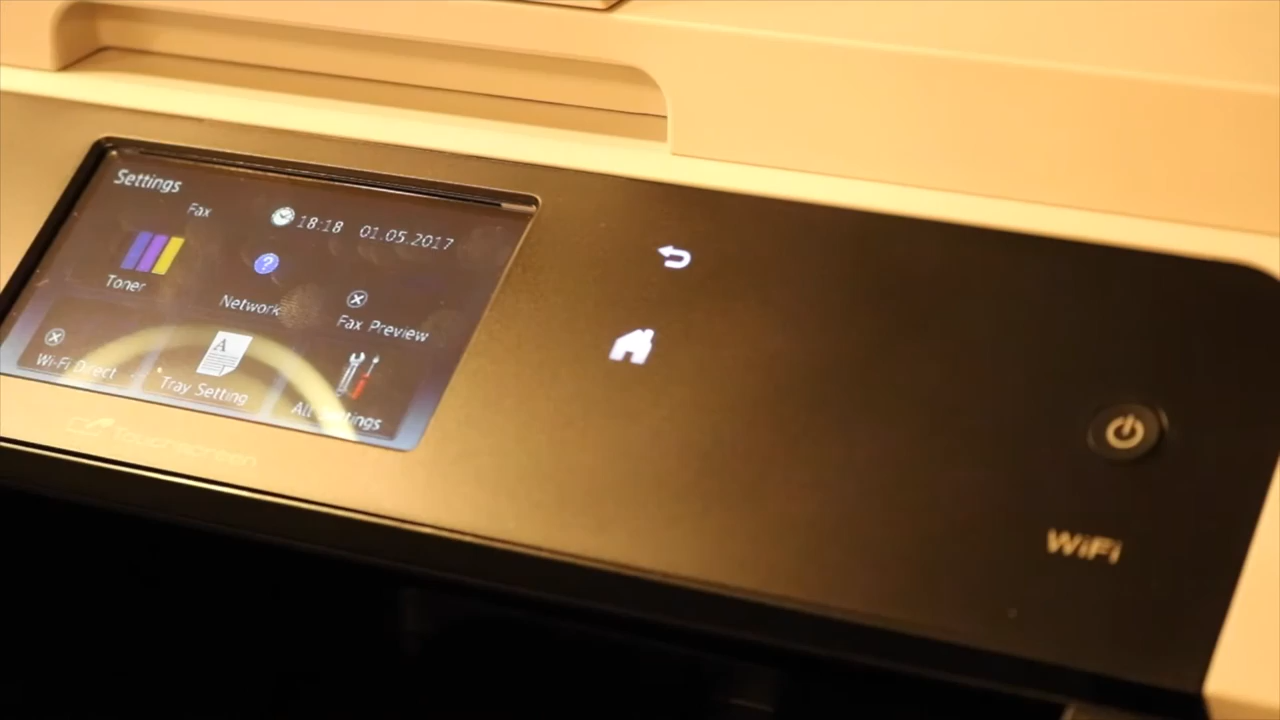 Settings
Fax
18:18 01.05.2017
Toner
Network
Fax Preview
Wi-Fi Direct
A
Tray Setting
All Settings
Touchscreen
WiFi